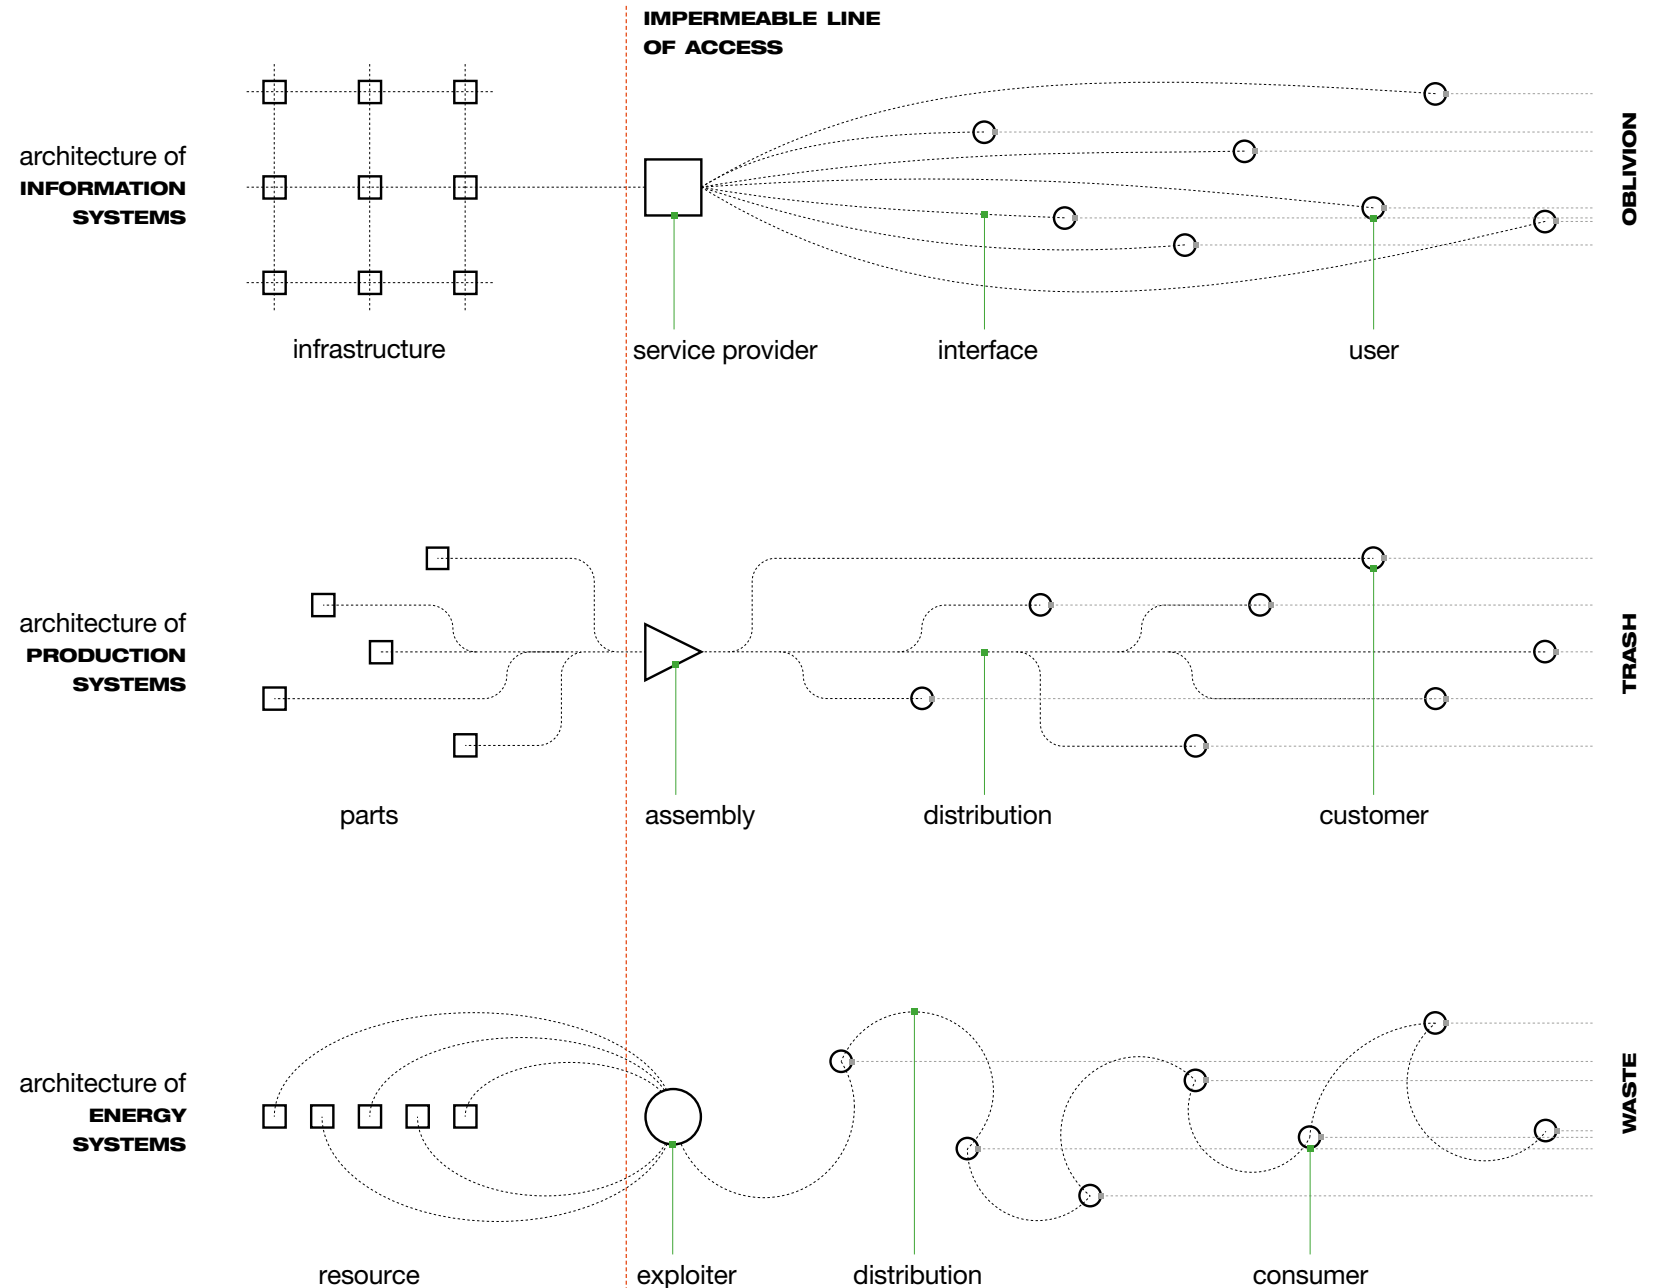 IMPERMEABLE LINE
OF ACCESS
architecture of
INFORMATION
SYSTEMS
OBLIVION
infrastructure
service provider
interface
user
architecture of
PRODUCTION
SYSTEMS
TRASH
parts
assembly
distribution
customer
architecture of
ENERGY
SYSTEMS
WASTE
resource
exploiter
distribution
consumer